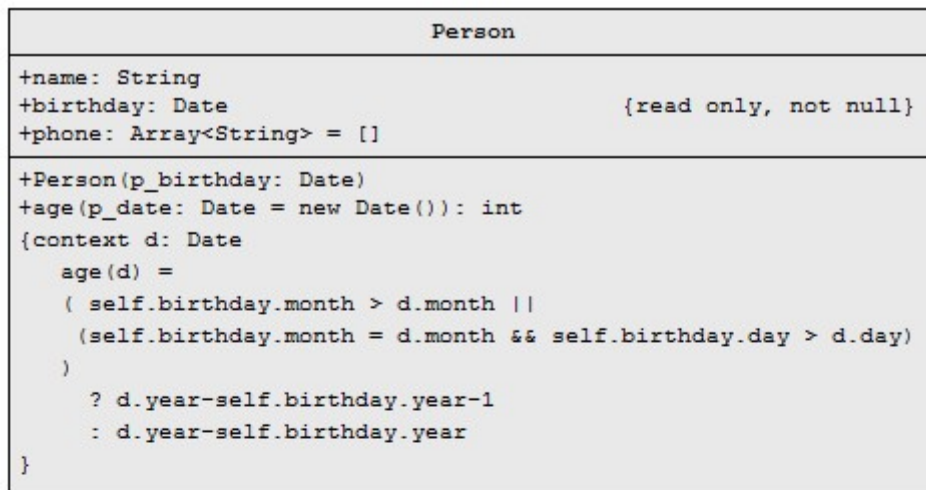 Person
+name: String
+birthday: Date {read only, not null}
+phone: Array<String> = []
+Person(p_birthday: Date)
+age(p_date: Date = new Date()): int
{context d: Date
age(d) =
( self.birthday.month > d.month ||
(self.birthday.month = d.month && self.birthday.day > d.day)
)
? d.year-self.birthday.year-1
: d.year-self.birthday.year
}